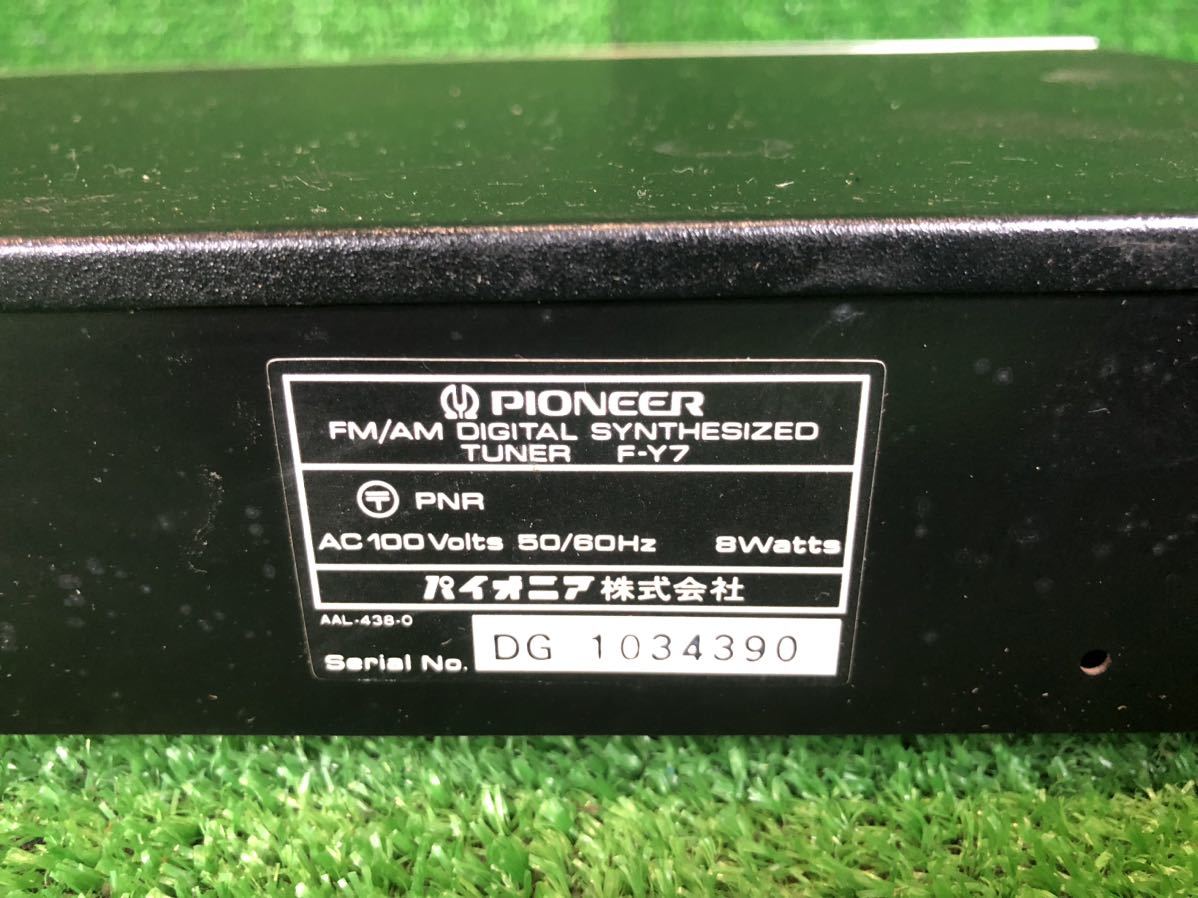 PIONEER
FM/AM DIGITAL SYNTHESIZED
TUNER F-Y7
〒 PNR
AC 100 Volts 50/60Hz 8Watts
パイオニア株式会社
AAL-438-0
Serial No. DG 1034390